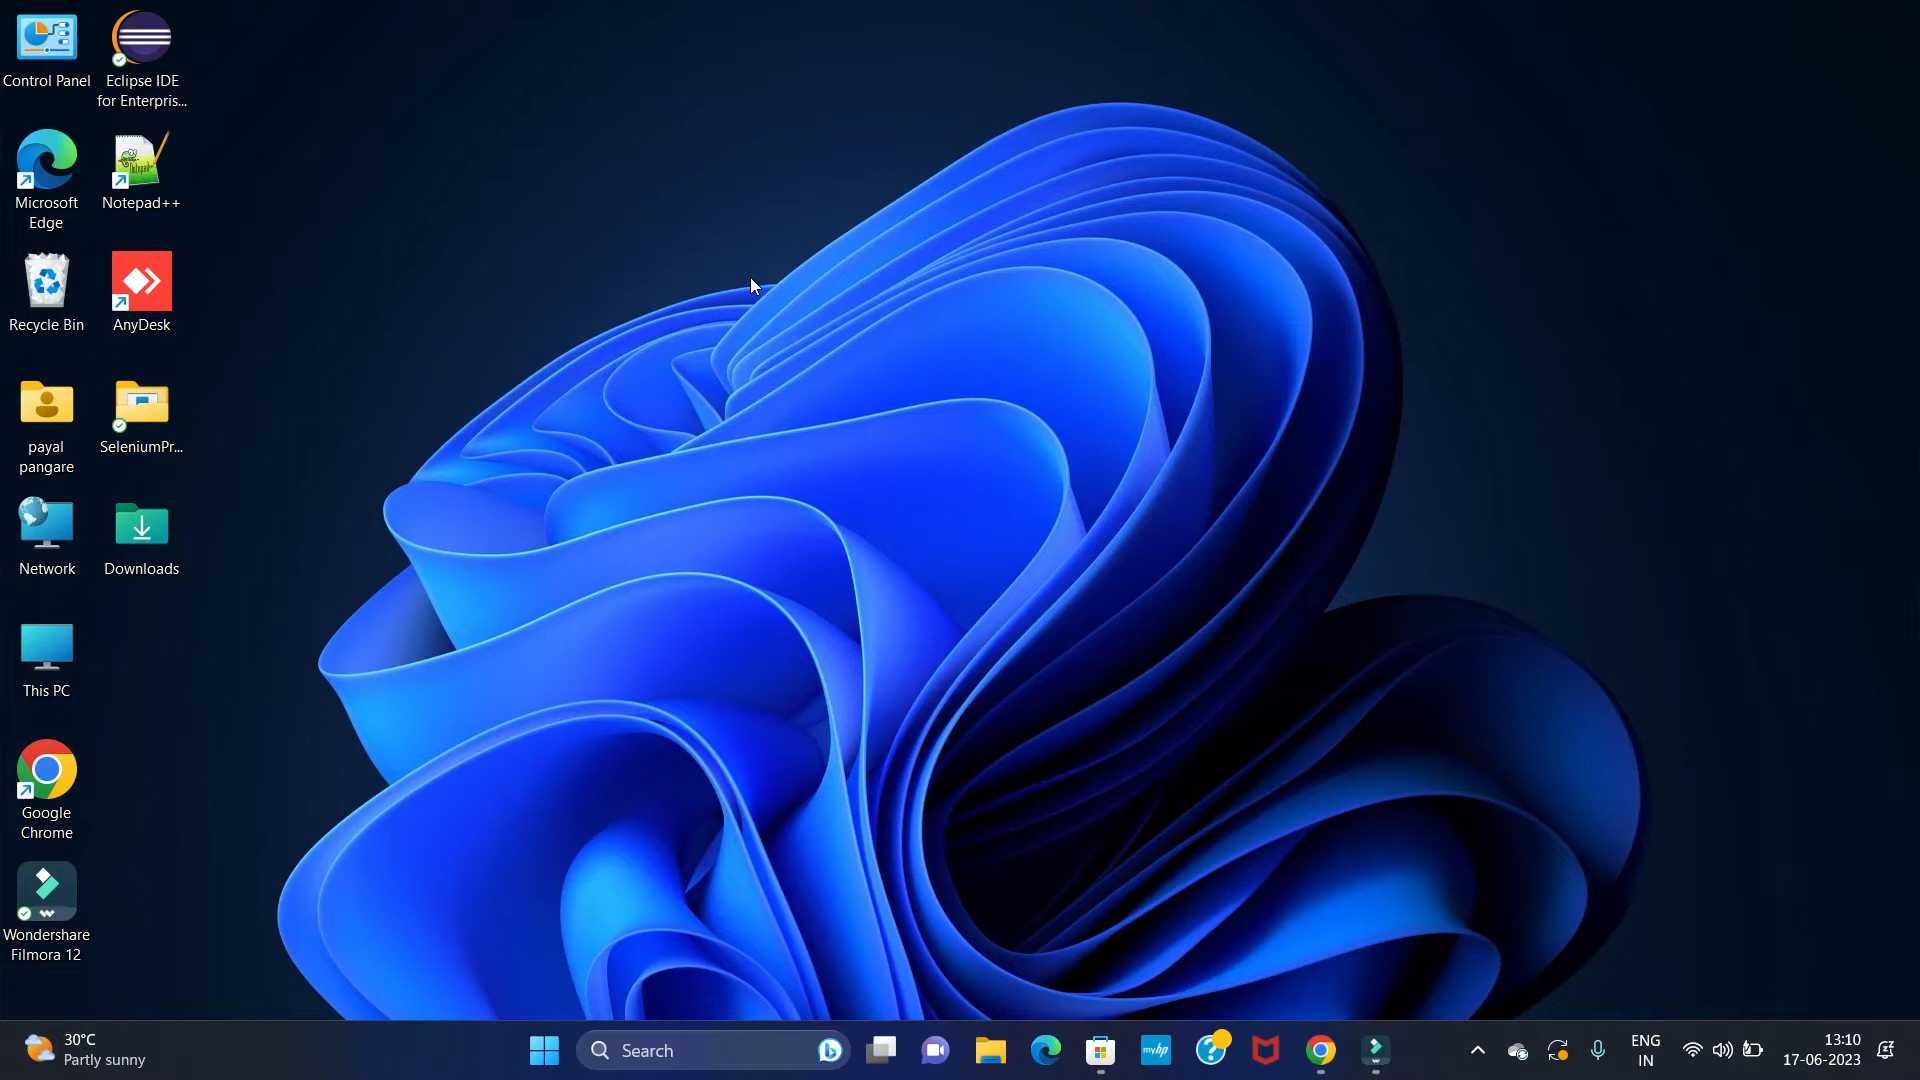 Control Panel
Eclipse IDE
for Enterpris...
Microsoft
Edge
Notepad++
Recycle Bin
AnyDesk
payal
pangare
SeleniumPr...
Network
Downloads
This PC
Google
Chrome
Wondershare
Filmora 12
30°C
Partly sunny
Search
myhp
ENG
IN
13:10
17-06-2023